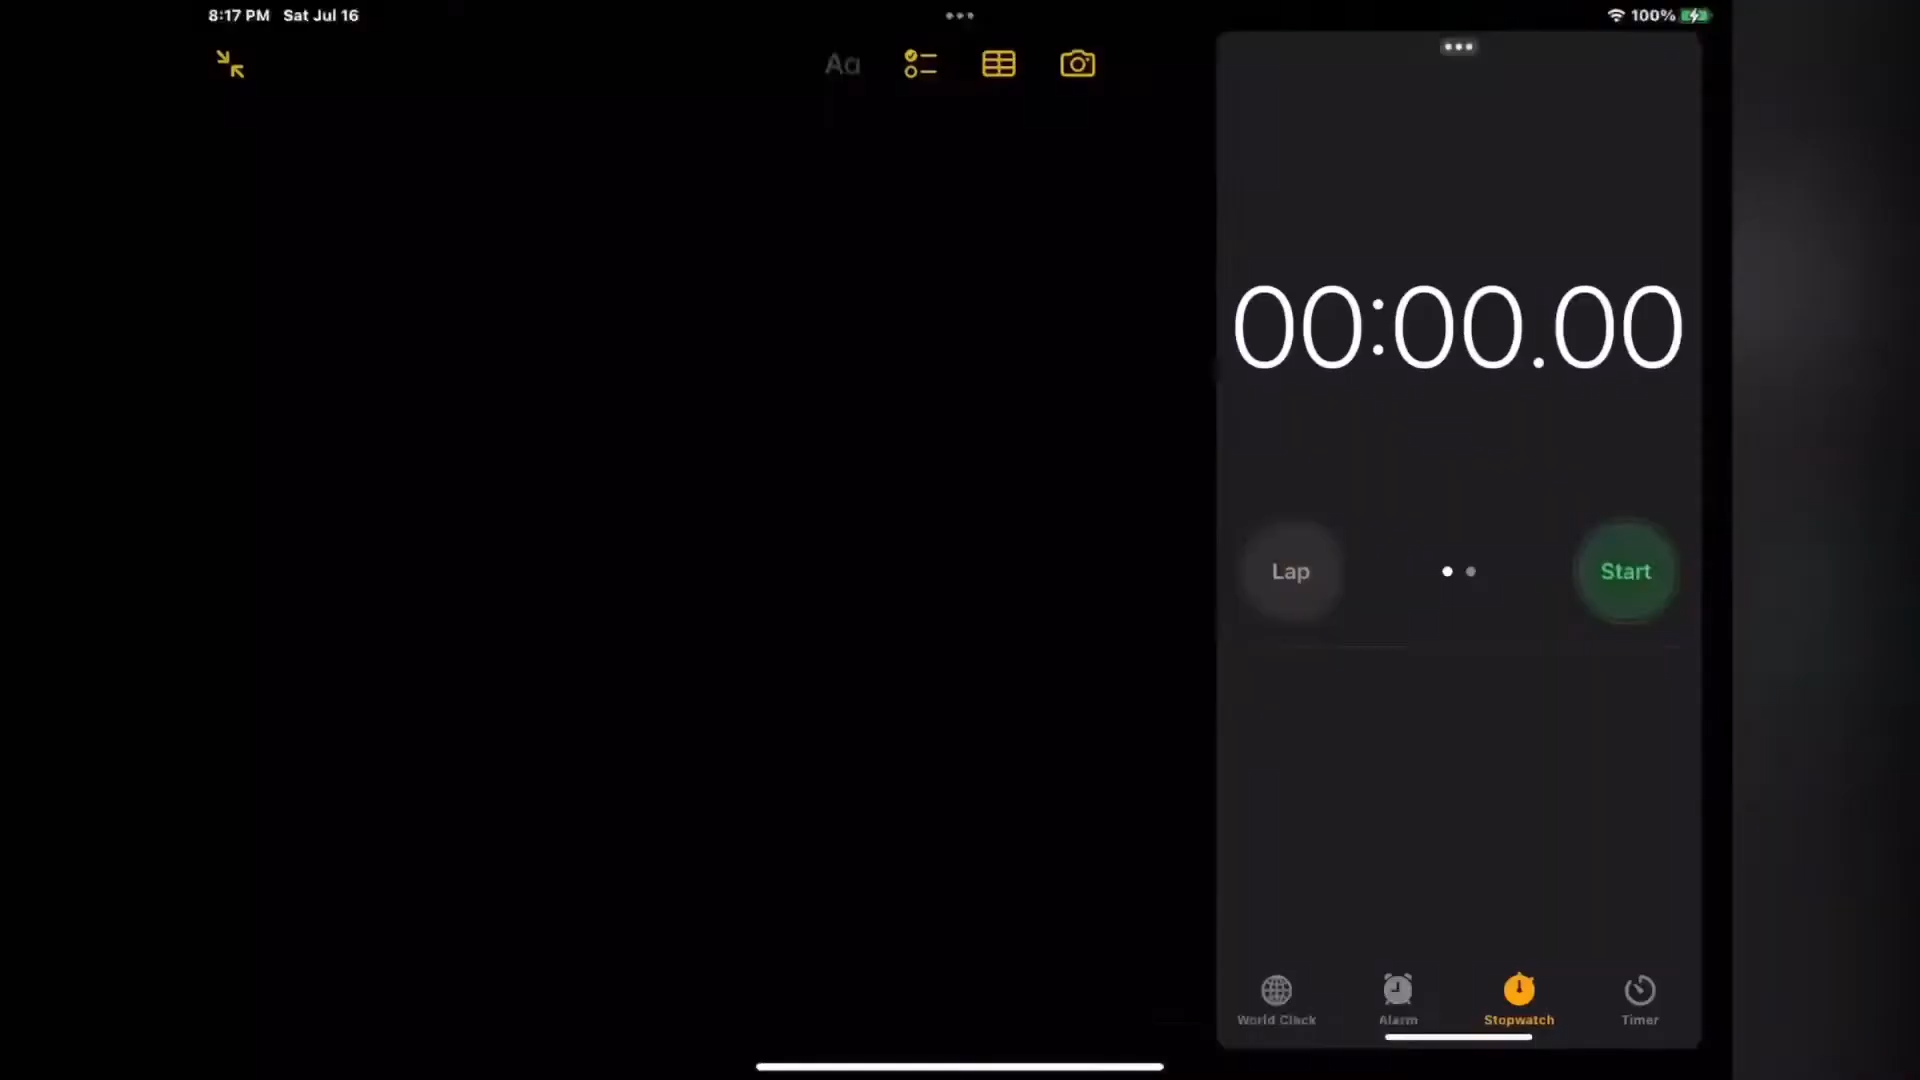 8:17 PM Sat Jul 16
100%
Aa
00:00.00
Lap
Start
World Clock
Alarm
Stopwatch
Timer